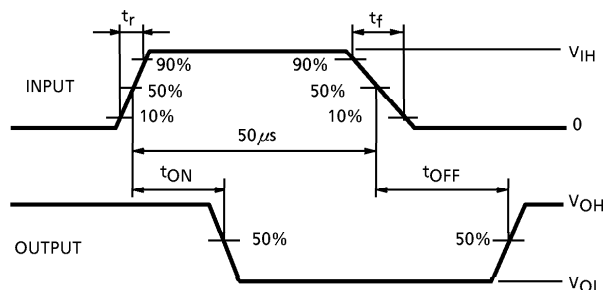 tr
tf
VIH
90%
90%
INPUT
50%
50%
10%
10%
0
50μs
tON
tOFF
VOH
OUTPUT
50%
50%
VOL